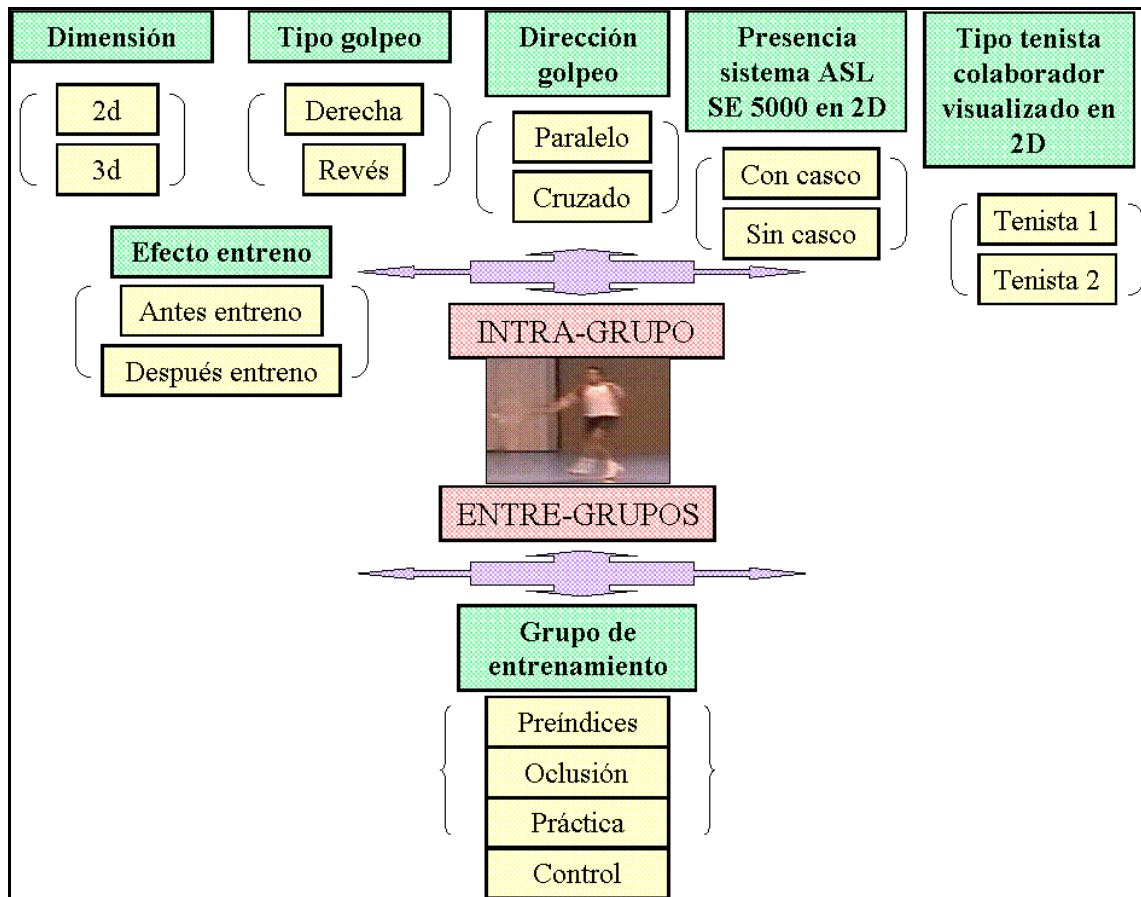 Dimensión
2d
3d
Tipo golpeo
Derecha
Revés
Dirección
golpeo
Paralelo
Cruzado
Presencia
sistema ASL
SE 5000 en 2D
Con casco
Sin casco
Tipo tenista
colaborador
visualizado en
2D
Tenista 1
Tenista 2
Efecto entreno
Antes entreno
Después entreno
INTRA-GRUPO
ENTRE-GRUPOS
Grupo de
entrenamiento
Preíndices
Oclusión
Práctica
Control